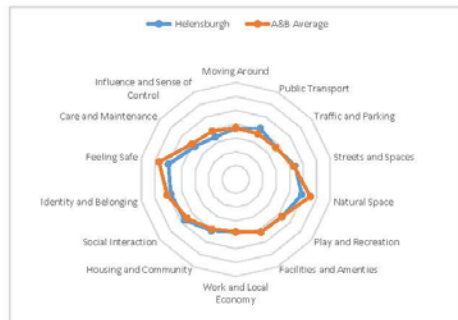 Helensburgh A&B Average
Moving Around
Public Transport
Traffic and Parking
Streets and Spaces
Natural Space
Play and Recreation
Facilities and Amenties
Work and Local
Economy
Housing and Community
Social Interaction
Identity and Belonging
Feeling Safe
Care and Maintenance
Influence and Sense of
Control